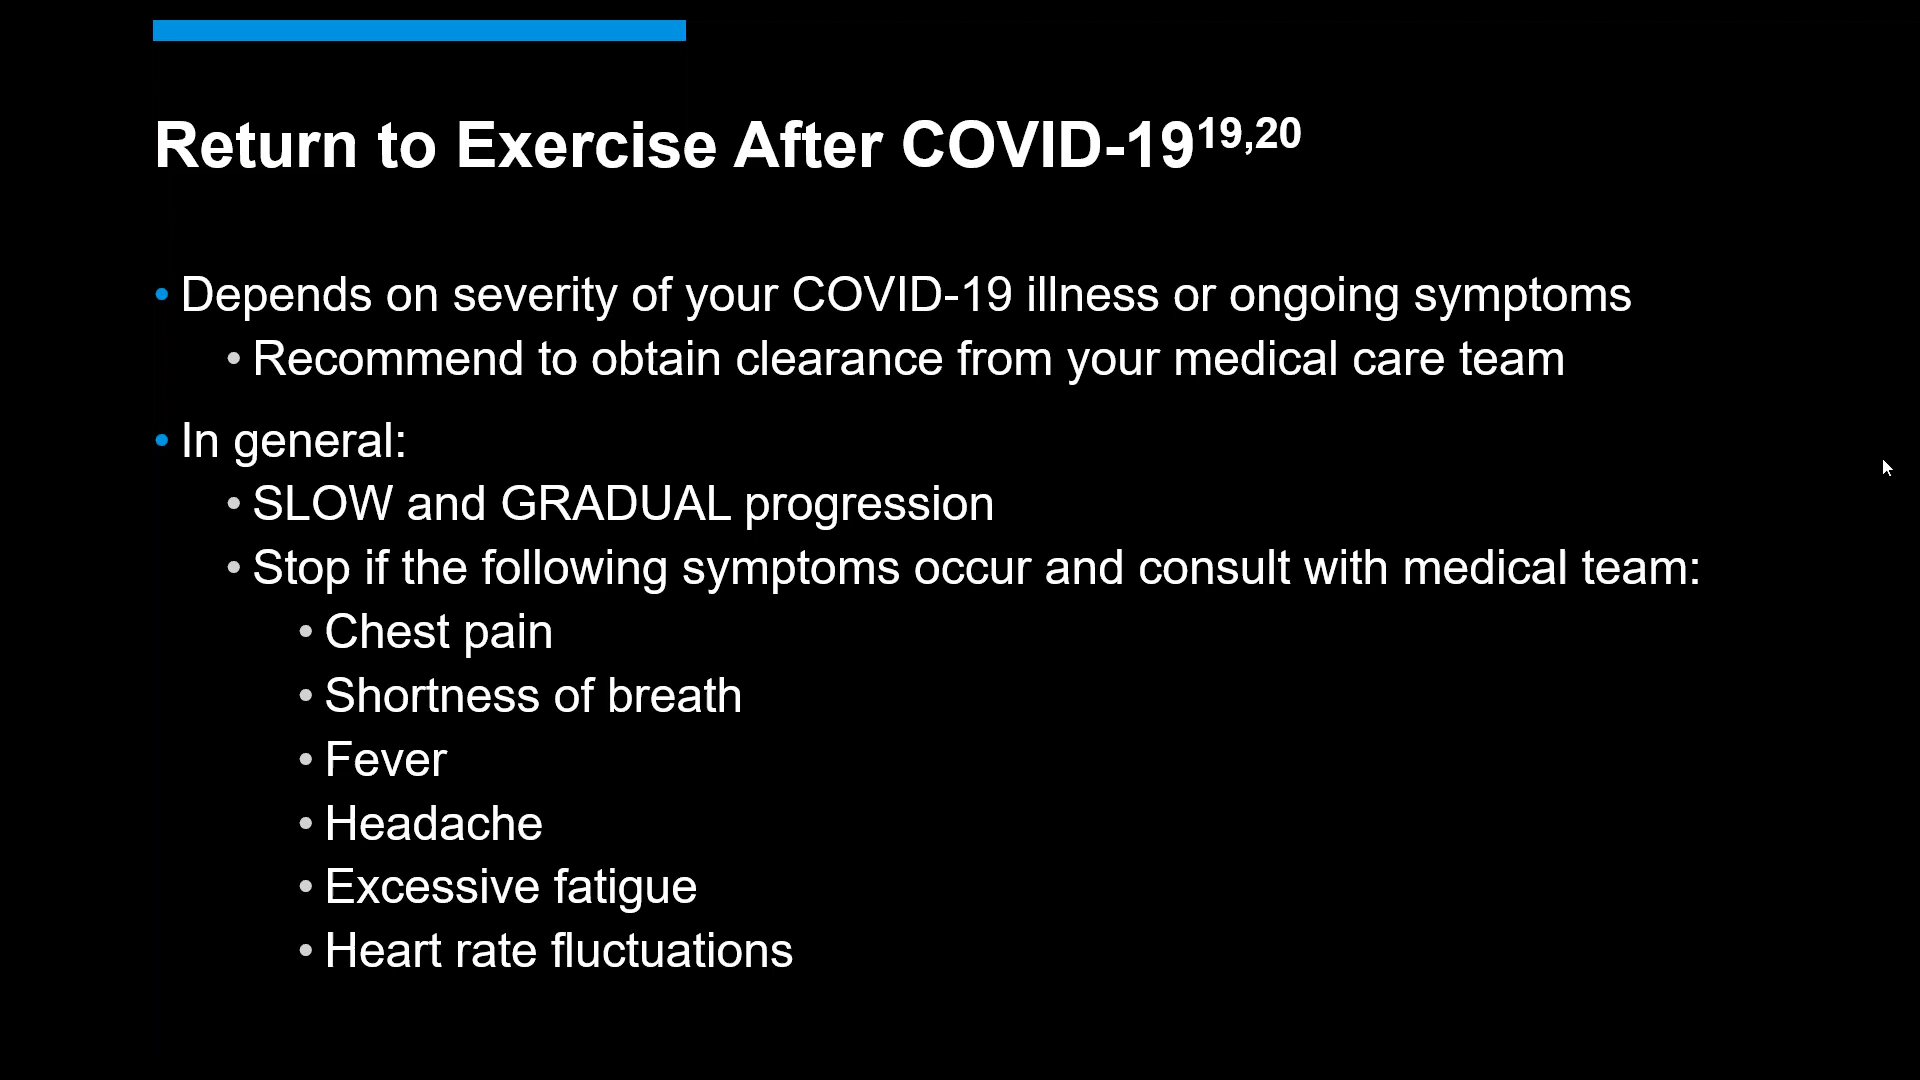 Return to Exercise After COVID-19¹⁹,²⁰
• Depends on severity of your COVID-19 illness or ongoing symptoms
• Recommend to obtain clearance from your medical care team
• In general:
• SLOW and GRADUAL progression
• Stop if the following symptoms occur and consult with medical team:
• Chest pain
• Shortness of breath
• Fever
• Headache
• Excessive fatigue
• Heart rate fluctuations